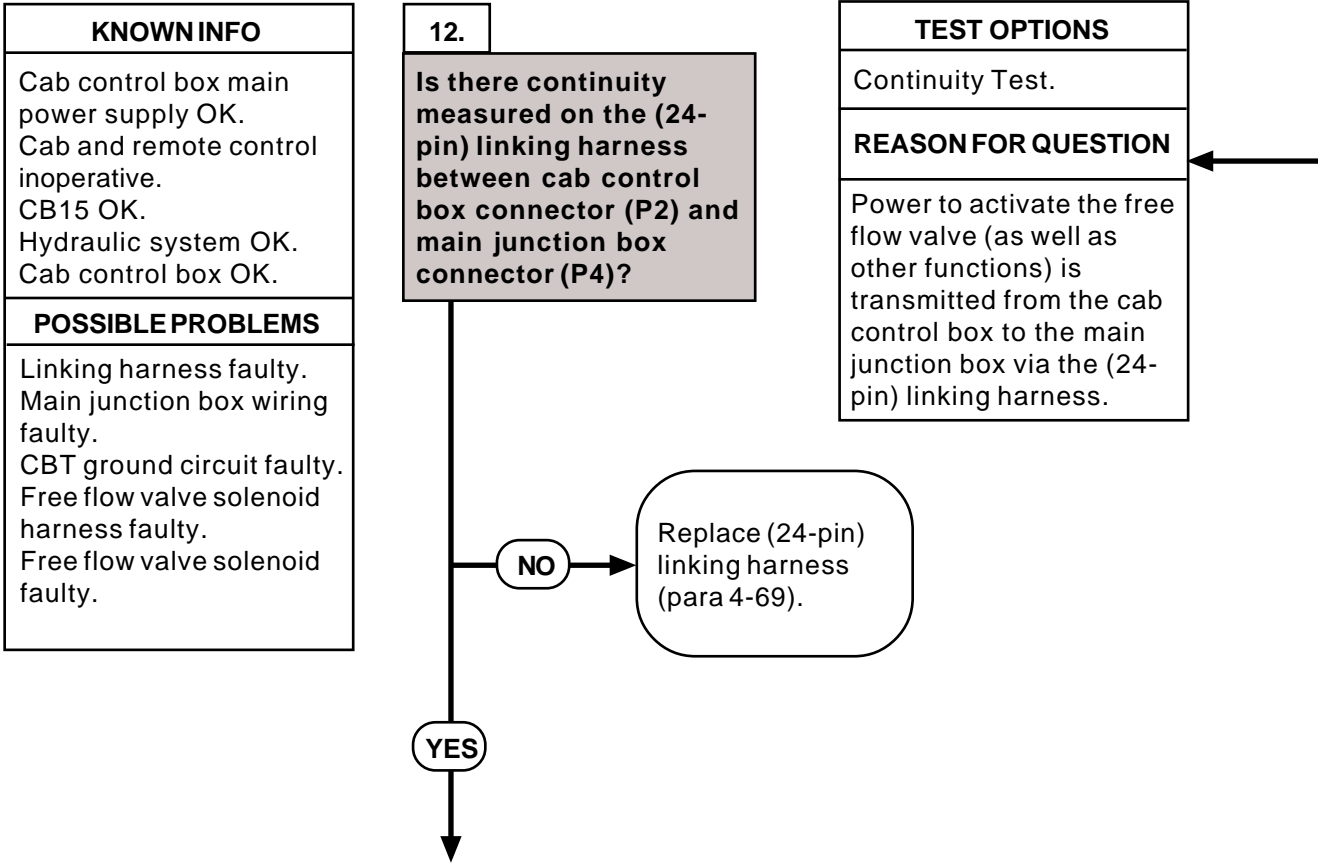 KNOWN INFO
Cab control box main
power supply OK.
Cab and remote control
inoperative.
CB15 OK.
Hydraulic system OK.
Cab control box OK.
POSSIBLE PROBLEMS
Linking harness faulty.
Main junction box wiring
faulty.
CBT ground circuit faulty.
Free flow valve solenoid
harness faulty.
Free flow valve solenoid
faulty.
12.
Is there continuity
measured on the (24-
pin) linking harness
between cab control
box connector (P2) and
main junction box
connector (P4)?
TEST OPTIONS
Continuity Test.
REASON FOR QUESTION
Power to activate the free
flow valve (as well as
other functions) is
transmitted from the cab
control box to the main
junction box via the (24-
pin) linking harness.
NO
Replace (24-pin)
linking harness
(para 4-69).
YES